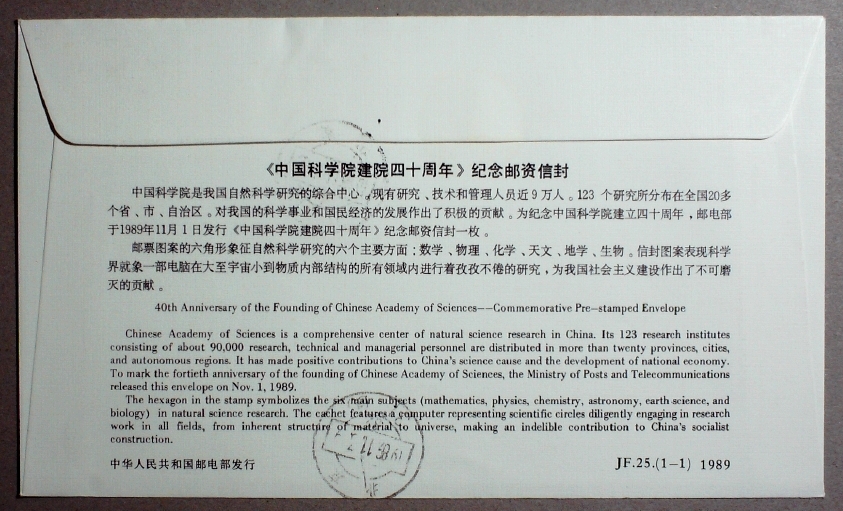 《中国科学院建院四十周年》纪念邮资信封
中国科学院是我国自然科学研究的综合中心。现有研究、技术和管理人员近9万人。123个研究所分布在全国20多
个省、市、自治区。对我国的科学事业和国民经济的发展作出了积极的贡献。为纪念中国科学院建立四十周年，邮电部
于1989年11月1日发行《中国科学院建院四十周年》纪念邮资信封一枚。
邮票图案的六角形象征自然科学研究的六个主要方面：数学、物理、化学、天文、地学、生物。信封图案表现科学
界就象一部电脑在大至宇宙小到物质内部结构的所有领域内进行着孜孜不倦的研究，为我国社会主义建设作出了不可磨
灭的贡献。
40th Anniversary of the Founding of Chinese Academy of Sciences——Commemorative Pre-stamped Envelope
Chinese Academy of Sciences is a comprehensive center of natural science research in China. Its 123 research institutes
consisting of about 90,000 research, technical and managerial personnel are distributed in more than twenty provinces, cities,
and autonomous regions. It has made positive contributions to China's science cause and the development of national economy.
To mark the fortieth anniversary of the founding of Chinese Academy of Sciences, the Ministry of Posts and Telecommunications
released this envelope on Nov. 1, 1989.
The hexagon in the stamp symbolizes the six main subjects (mathematics, physics, chemistry, astronomy, earth science, and
biology) in natural science research. The cachet features a computer representing scientific circles diligently engaging in research
work in all fields, from inherent structure of material to universe, making an indelible contribution to China's socialist
construction.
中华人民共和国邮电部发行
JF.25.(1-1) 1989